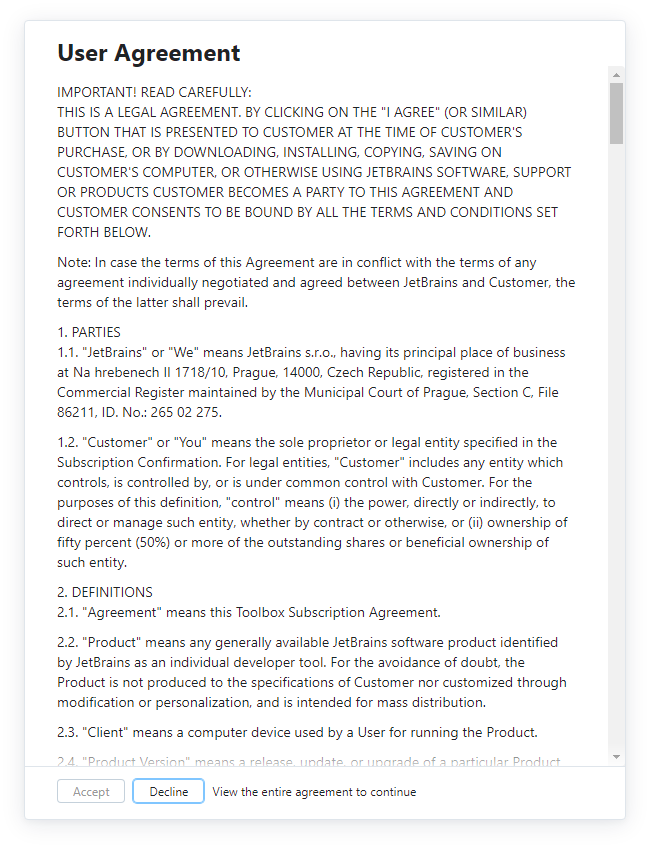 User Agreement
IMPORTANT! READ CAREFULLY:
THIS IS A LEGAL AGREEMENT. BY CLICKING ON THE "I AGREE" (OR SIMILAR)
BUTTON THAT IS PRESENTED TO CUSTOMER AT THE TIME OF CUSTOMER'S
PURCHASE, OR BY DOWNLOADING, INSTALLING, COPYING, SAVING ON
CUSTOMER'S COMPUTER, OR OTHERWISE USING JETBRAINS SOFTWARE, SUPPORT
OR PRODUCTS CUSTOMER BECOMES A PARTY TO THIS AGREEMENT AND
CUSTOMER CONSENTS TO BE BOUND BY ALL THE TERMS AND CONDITIONS SET
FORTH BELOW.
Note: In case the terms of this Agreement are in conflict with the terms of any
agreement individually negotiated and agreed between JetBrains and Customer, the
terms of the latter shall prevail.
1. PARTIES
1.1. "JetBrains" or "We" means JetBrains s.r.o., having its principal place of business
at Na hrebenech II 1718/10, Prague, 14000, Czech Republic, registered in the
Commercial Register maintained by the Municipal Court of Prague, Section C, File
86211, ID. No.: 265 02 275.
1.2. "Customer" or "You" means the sole proprietor or legal entity specified in the
Subscription Confirmation. For legal entities, "Customer" includes any entity which
controls, is controlled by, or is under common control with Customer. For the
purposes of this definition, "control" means (i) the power, directly or indirectly, to
direct or manage such entity, whether by contract or otherwise, or (ii) ownership of
fifty percent (50%) or more of the outstanding shares or beneficial ownership of
such entity.
2. DEFINITIONS
2.1. "Agreement" means this Toolbox Subscription Agreement.
2.2. "Product" means any generally available JetBrains software product identified
by JetBrains as an individual developer tool. For the avoidance of doubt, the
Product is not produced to the specifications of Customer nor customized through
modification or personalization, and is intended for mass distribution.
2.3. "Client" means a computer device used by a User for running the Product.
2.4. "Product Version" means a release, update, or upgrade of a particular Product
Accept
Decline
View the entire agreement to continue